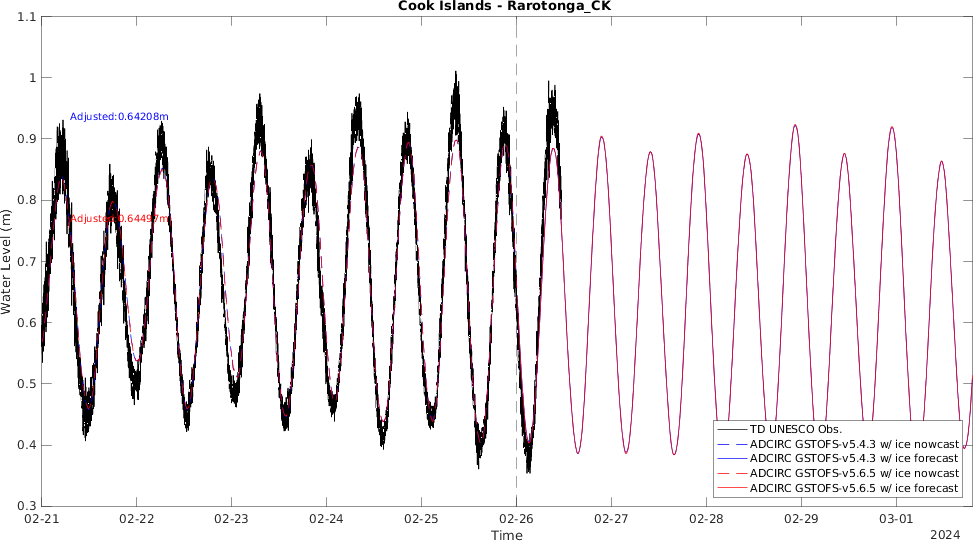 Cook Islands - Rarotonga_CK
1.1
1
0.9
0.8
0.7
0.6
0.5
0.4
0.3
Water Level (m)
Adjusted:0.64208m
Adjusted:0.64497m
TD UNESCO Obs.
ADCIRC GSTOFS-v5.4.3 w/ ice nowcast
ADCIRC GSTOFS-v5.4.3 w/ ice forecast
ADCIRC GSTOFS-v5.6.5 w/ ice nowcast
ADCIRC GSTOFS-v5.6.5 w/ ice forecast
02-21 02-22 02-23 02-24 02-25 02-26 02-27 02-28 02-29 03-01
Time
2024